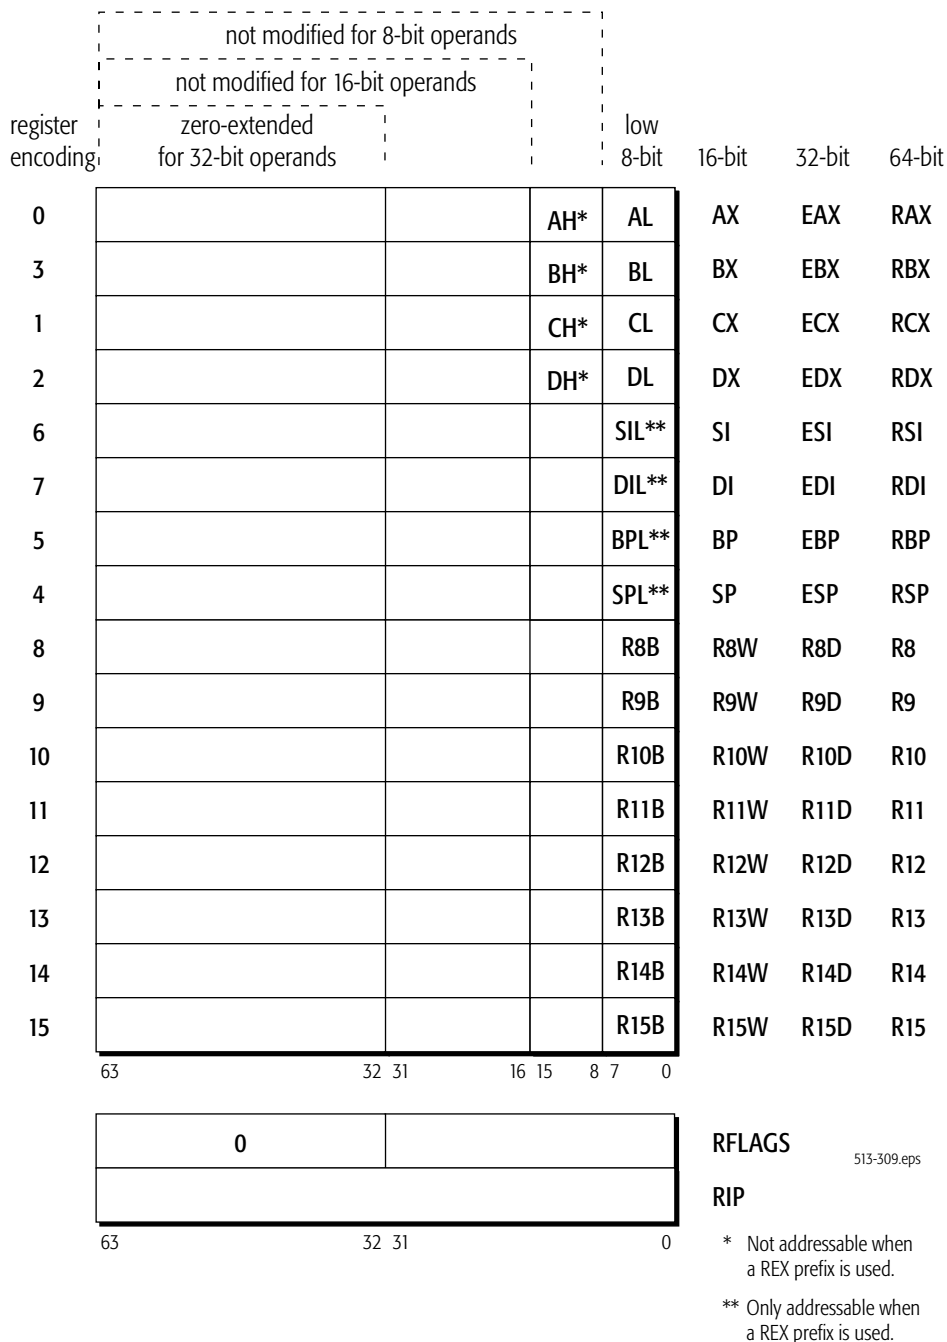 not modified for 8-bit operands
not modified for 16-bit operands
register encoding
zero-extended for 32-bit operands
low 8-bit
16-bit
32-bit
64-bit
0 AH* AL AX EAX RAX
3 BH* BL BX EBX RBX
1 CH* CL CX ECX RCX
2 DH* DL DX EDX RDX
6 SIL** SI ESI RSI
7 DIL** DI EDI RDI
5 BPL** BP EBP RBP
4 SPL** SP ESP RSP
8 R8B R8W R8D R8
9 R9B R9W R9D R9
10 R10B R10W R10D R10
11 R11B R11W R11D R11
12 R12B R12W R12D R12
13 R13B R13W R13D R13
14 R14B R14W R14D R14
15 R15B R15W R15D R15
63 32 31 16 15 8 7 0
0 RFLAGS
513-309.eps
RIP
63 32 31 0
* Not addressable when
a REX prefix is used.
** Only addressable when
a REX prefix is used.